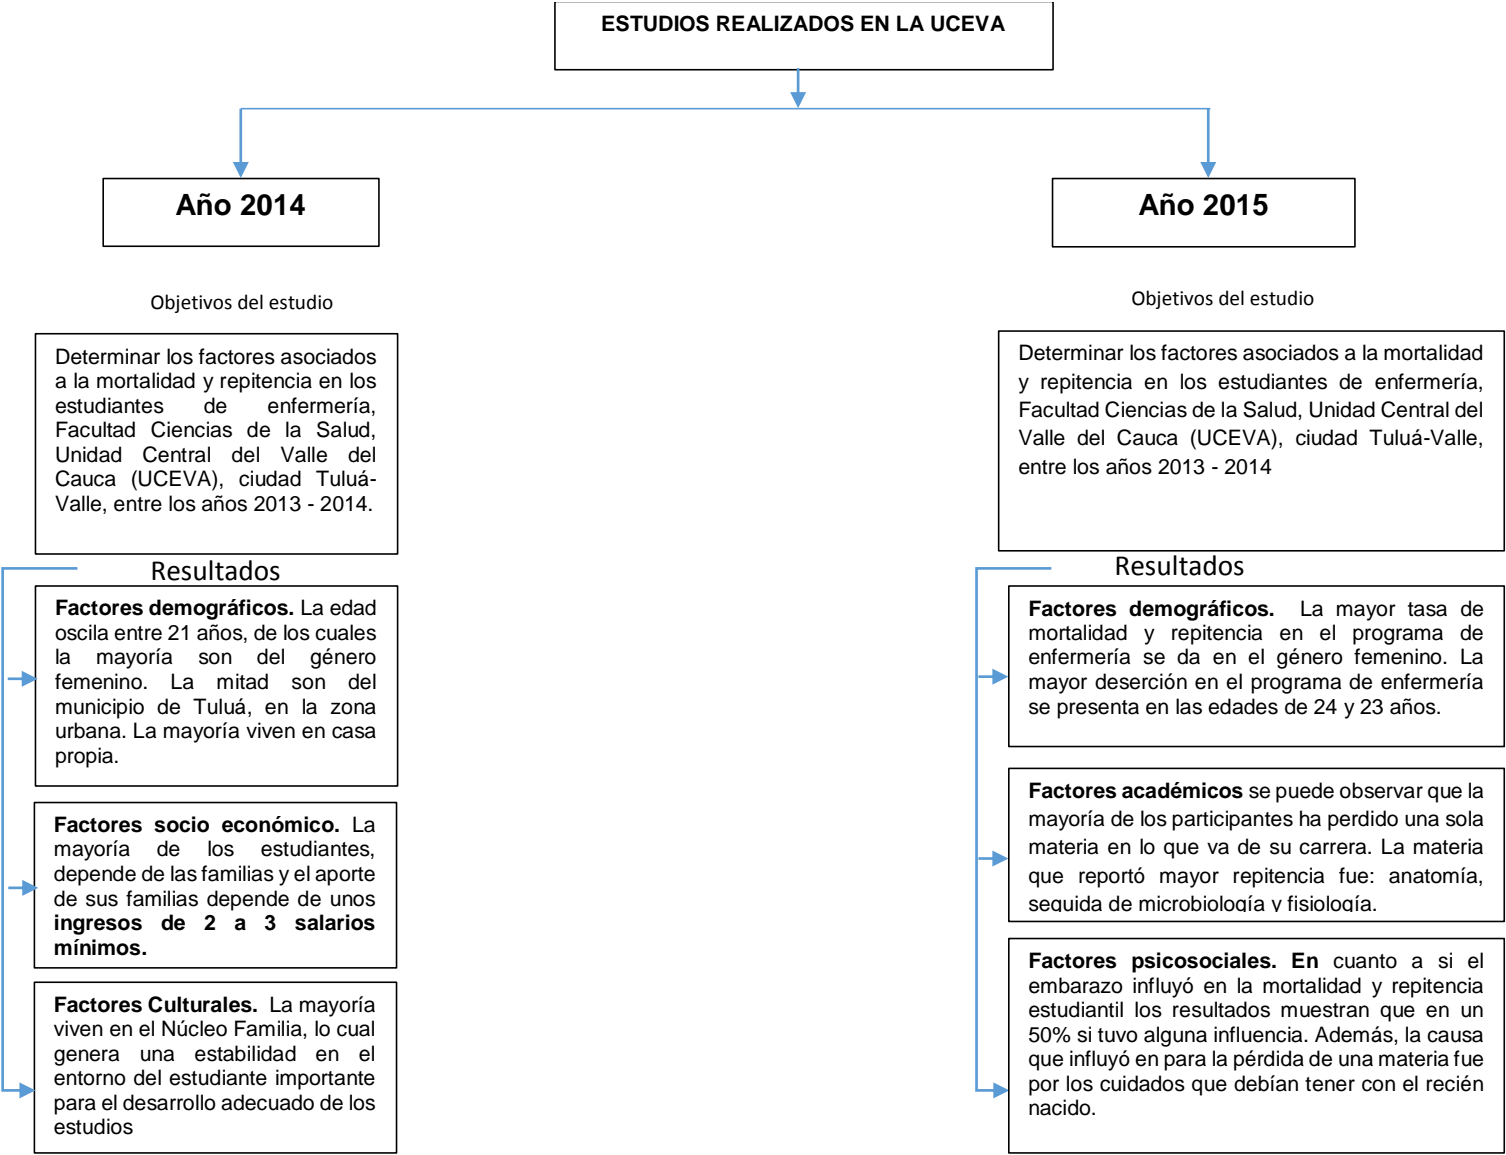 ESTUDIOS REALIZADOS EN LA UCEVA
Año 2014
Objetivos del estudio
Determinar los factores asociados
a la mortalidad y repitencia en los
estudiantes de enfermería,
Facultad Ciencias de la Salud,
Unidad Central del Valle del
Cauca (UCEVA), ciudad Tuluá-
Valle, entre los años 2013 - 2014.
Resultados
Factores demográficos. La edad
oscila entre 21 años, de los cuales
la mayoría son del género
femenino. La mitad son del
municipio de Tuluá, en la zona
urbana. La mayoría viven en casa
propia.
Factores socio económico. La
mayoría de los estudiantes,
depende de las familias y el aporte
de sus familias depende de unos
ingresos de 2 a 3 salarios
mínimos.
Factores Culturales. La mayoría
viven en el Núcleo Familia, lo cual
genera una estabilidad en el
entorno del estudiante importante
para el desarrollo adecuado de los
estudios
Año 2015
Objetivos del estudio
Determinar los factores asociados a la mortalidad
y repitencia en los estudiantes de enfermería,
Facultad Ciencias de la Salud, Unidad Central del
Valle del Cauca (UCEVA), ciudad Tuluá-Valle,
entre los años 2013 - 2014
Resultados
Factores demográficos. La mayor tasa de
mortalidad y repitencia en el programa de
enfermería se da en el género femenino. La
mayor deserción en el programa de enfermería
se presenta en las edades de 24 y 23 años.
Factores académicos se puede observar que la
mayoría de los participantes ha perdido una sola
materia en lo que va de su carrera. La materia
que reportó mayor repitencia fue: anatomía,
seguida de microbiología y fisiología.
Factores psicosociales. En cuanto a si el
embarazo influyó en la mortalidad y repitencia
estudiantil los resultados muestran que en un
50% si tuvo alguna influencia. Además, la causa
que influyó en para la pérdida de una materia fue
por los cuidados que debían tener con el recién
nacido.